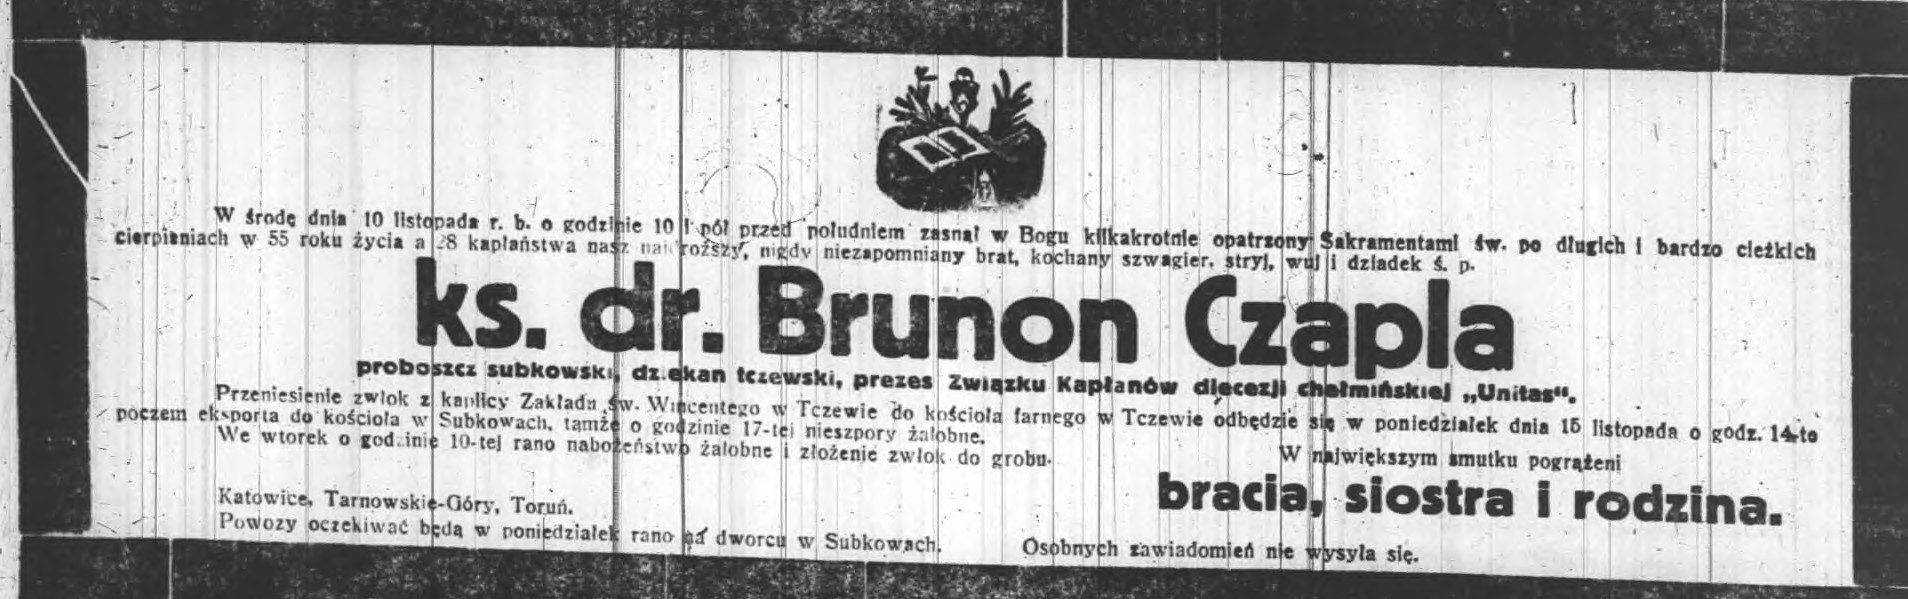 W środę dnia 10 listopada r. b. o godzinie 10 i pół przed południem zasnął w Bogu kilkakrotnie opatrzony Sakramentami św. po długich i bardzo ciężkich
cierpieniach w 55 roku życia a 28 kapłaństwa nasz najdroższy, nigdy niezapomniany brat, kochany szwagier, stryj, wuj i dziadek ś. p.
ks. dr. Brunon Czapla
proboszcz subkowski, dziekan tczewski, prezes Związku Kapłanów diecezji chełmińskiej „Unitas“.
Przeniesienie zwłok z kaplicy Zakładu św. Wincentego w Tczewie do kościoła farnego w Tczewie odbędzie się w poniedziałek dnia 15 listopada o godz. 14-te
poczem eksporta do kościoła w Subkowach, tamże o godzinie 17-tej nieszpory żałobne.
We wtorek o godzinie 10-tej rano nabożeństwo żałobne i złożenie zwłok do grobu.
W największym smutku pogrążeni
bracia, siostra i rodzina.
Katowice, Tarnowskie-Góry, Toruń.
Powozy oczekiwać będą w poniedziałek rano na dworcu w Subkowach.
Osobnych zawiadomień nie wysyła się.